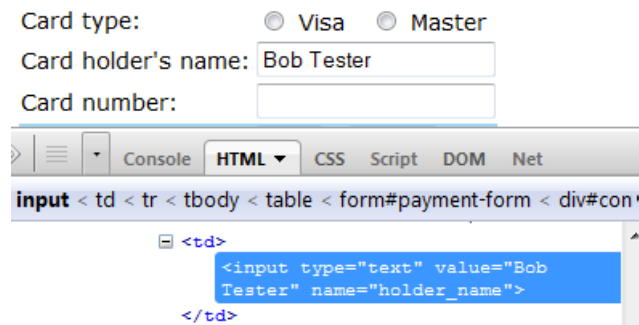 Card type: Visa Master
Card holder's name: Bob Tester
Card number:
Console HTML CSS Script DOM Net
input < td < tr < tbody < table < form#payment-form < div#con
<td>
<input type="text" value="Bob
Tester" name="holder_name">
</td>